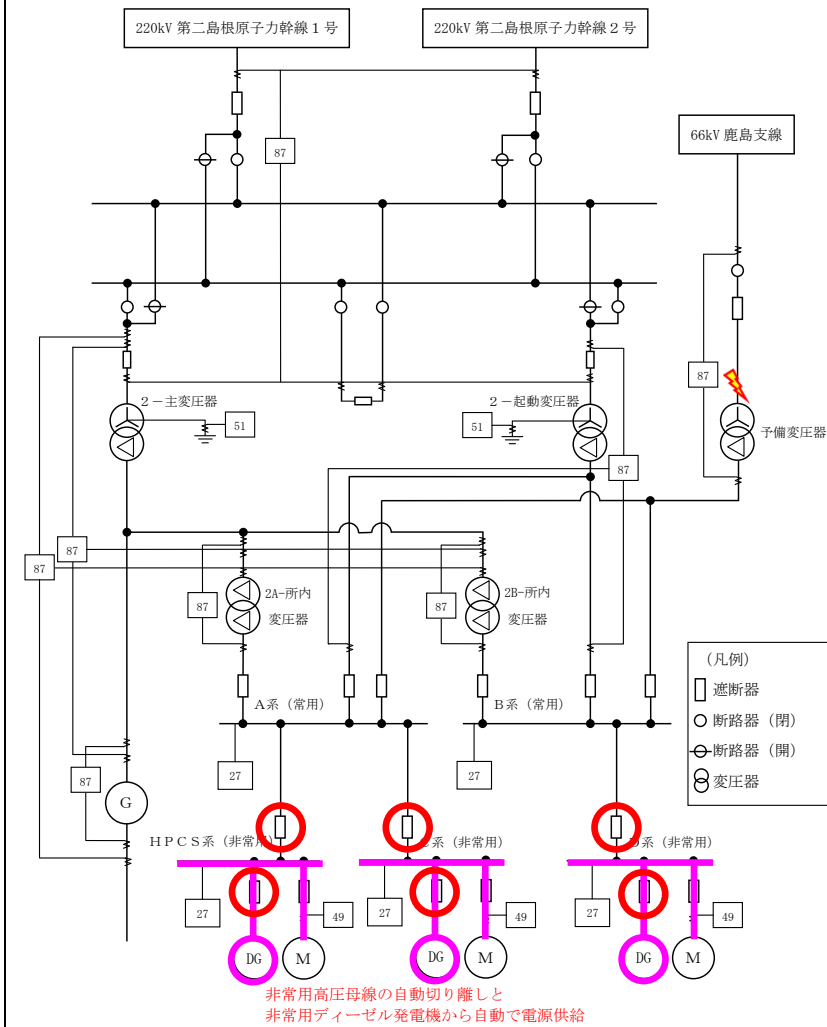 220kV 第二島根原子力幹線１号
220kV 第二島根原子力幹線２号
66kV 鹿島支線
87
87
２－主変圧器
51
２－起動変圧器
51
予備変圧器
87
87
87
87
2A-所内
変圧器
87
2B-所内
変圧器
(凡例)
遮断器
断路器（閉）
断路器（開）
変圧器
Ａ系（常用）
Ｂ系（常用）
27
27
87
G
ＨＰＣＳ系（非常用）
系（非常用）
系（非常用）
27
49
27
49
27
49
DG
M
DG
M
DG
M
非常用高圧母線の自動切り離しと
非常用ディーゼル発電機から自動で電源供給